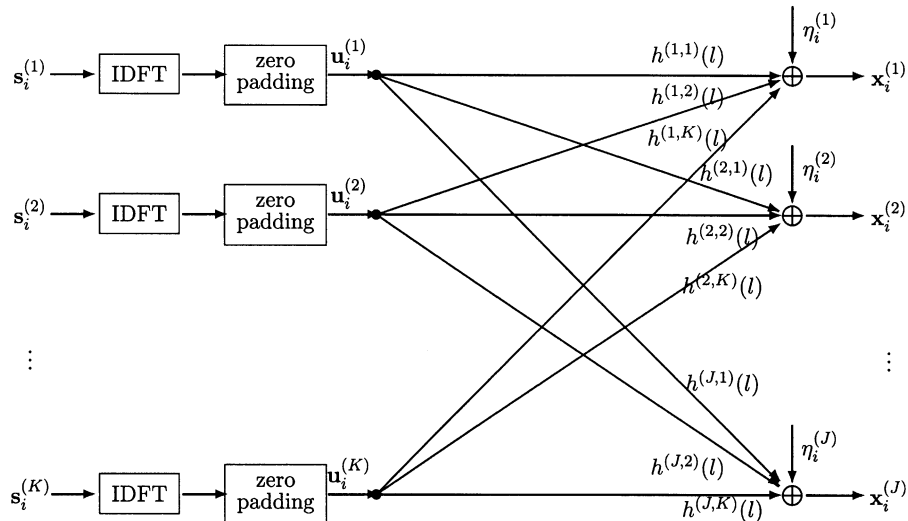 s_i^{(1)} IDFT zero padding u_i^{(1)} h^{(1,1)}(l) η_i^{(1)} x_i^{(1)}
h^{(1,2)}(l)
h^{(1,K)}(l)
h^{(2,1)}(l)
s_i^{(2)} IDFT zero padding u_i^{(2)} η_i^{(2)} x_i^{(2)}
h^{(2,2)}(l)
h^{(2,K)}(l)
⋮ ⋮
h^{(J,1)}(l)
h^{(J,2)}(l)
s_i^{(K)} IDFT zero padding u_i^{(K)} η_i^{(J)} x_i^{(J)}
h^{(J,K)}(l)